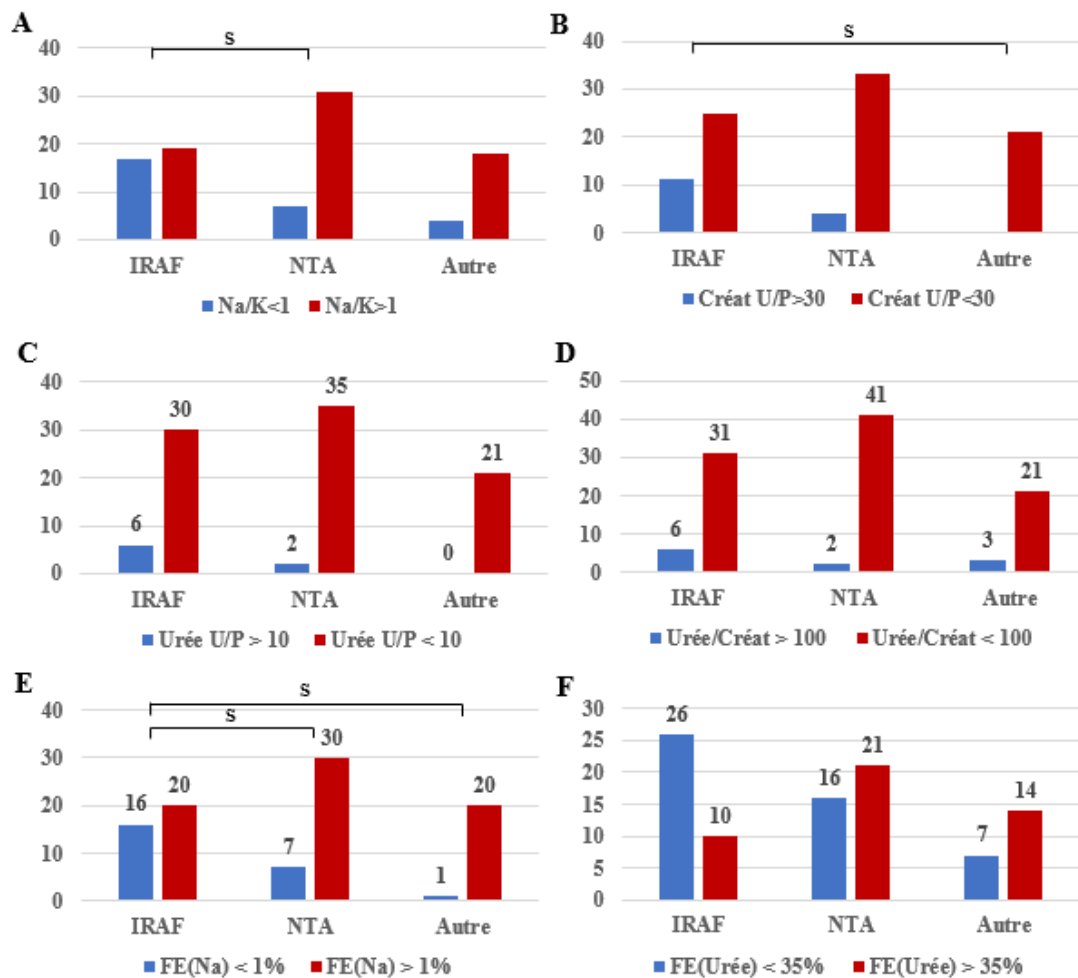 A
S
40
30
20
10
0
IRAF NTA Autre
Na/K<1 Na/K>1
B
S
40
30
20
10
0
IRAF NTA Autre
Créat U/P>30 Créat U/P<30
C
40
30
20
10
0
6 30 2 35 0 21
IRAF NTA Autre
Urée U/P > 10 Urée U/P < 10
D
50
40
30
20
10
0
6 31 2 41 3 21
IRAF NTA Autre
Urée/Créat > 100 Urée/Créat < 100
E
S
S
40
30
20
10
0
16 20 7 30 1 20
IRAF NTA Autre
FE(Na) < 1% FE(Na) > 1%
F
30
25
20
15
10
5
0
26 10 16 21 7 14
IRAF NTA Autre
FE(Urée) < 35% FE(Urée) > 35%